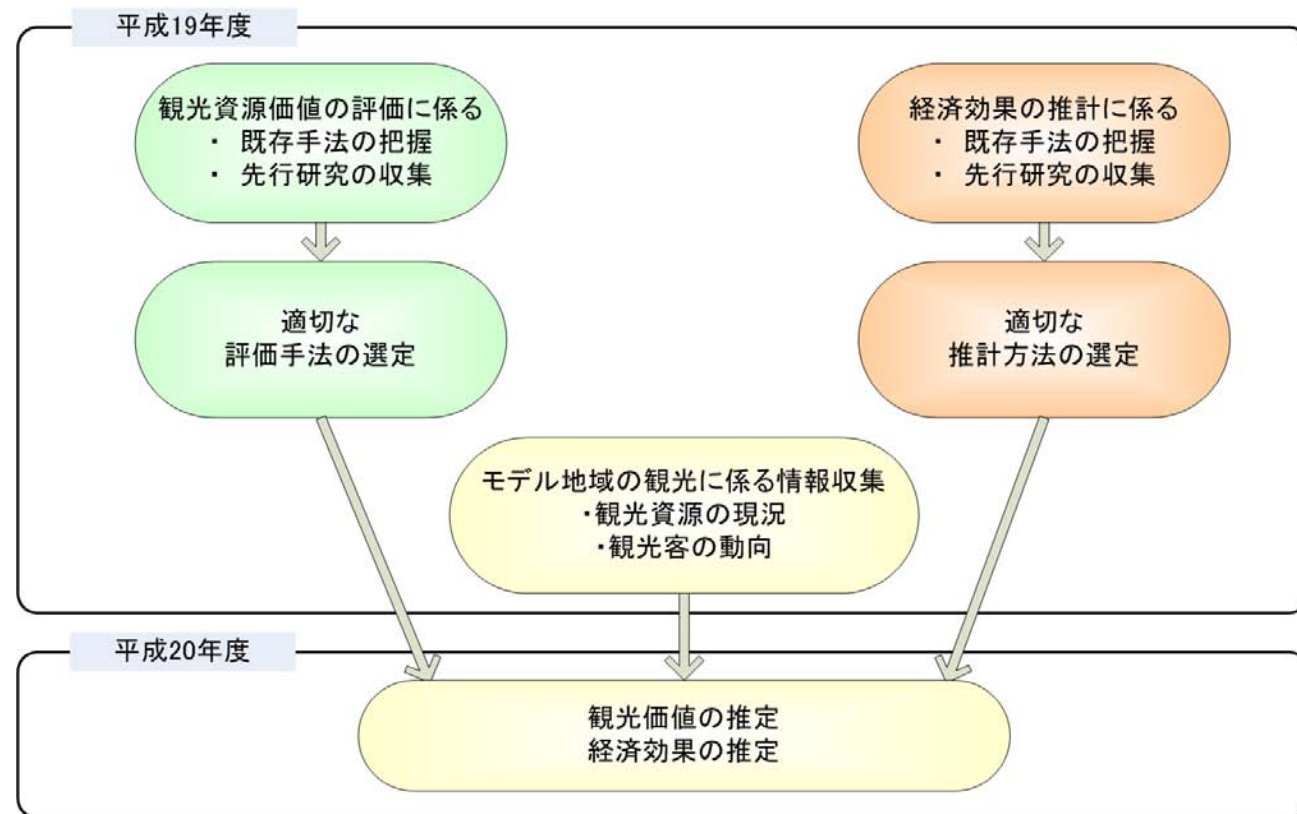 平成19年度
観光資源価値の評価に係る
・ 既存手法の把握
・ 先行研究の収集
経済効果の推計に係る
・ 既存手法の把握
・ 先行研究の収集
適切な
評価手法の選定
適切な
推計方法の選定
モデル地域の観光に係る情報収集
・観光資源の現況
・観光客の動向
平成20年度
観光価値の推定
経済効果の推定